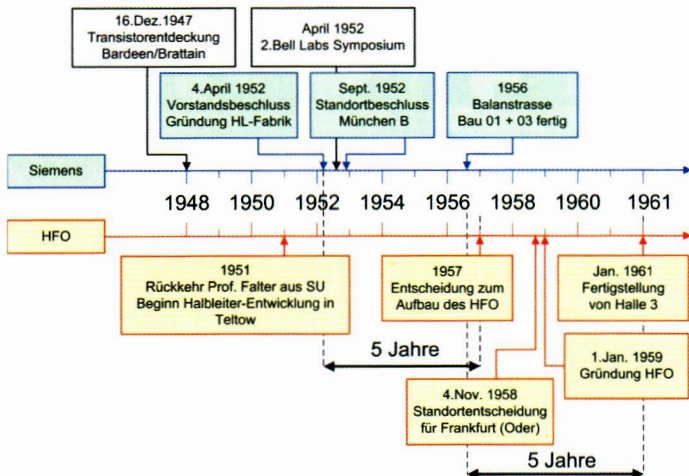 16.Dez.1947
Transistorentdeckung
Bardeen/Brattain
April 1952
2.Bell Labs Symposium
4.April 1952
Vorstandsbeschluss
Gründung HL-Fabrik
Sept. 1952
Standortbeschluss
München B
1956
Balanstrasse
Bau 01 + 03 fertig
Siemens
1948 1950 1952 1954 1956 1958 1960 1961
HFO
1951
Rückkehr Prof. Falter aus SU
Beginn Halbleiter-Entwicklung in
Teltow
1957
Entscheidung zum
Aufbau des HFO
Jan. 1961
Fertigstellung
von Halle 3
5 Jahre
1.Jan. 1959
Gründung HFO
4.Nov. 1958
Standortentscheidung
für Frankfurt (Oder)
5 Jahre